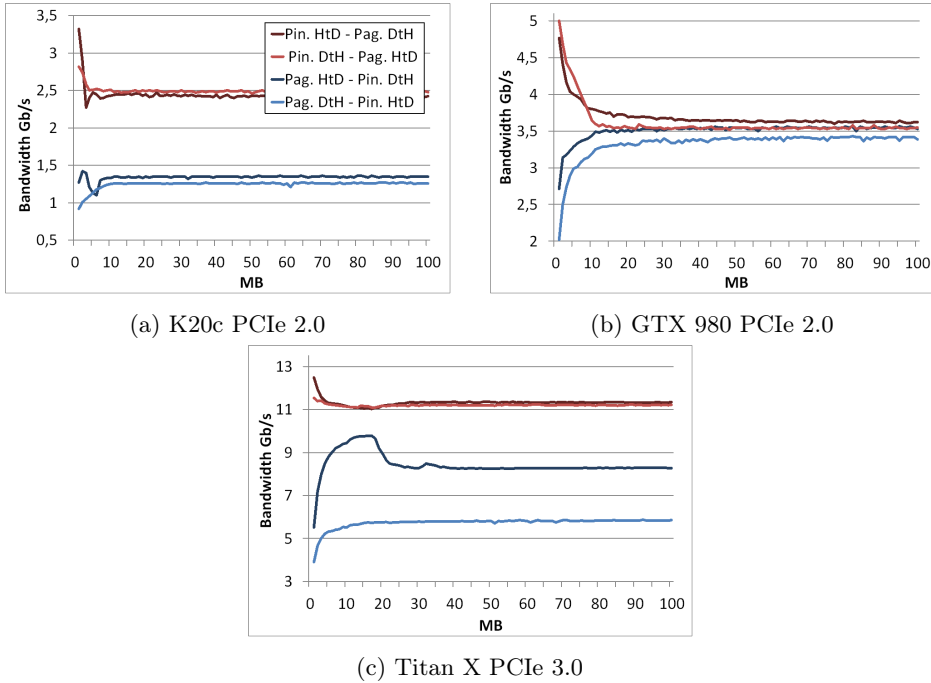 3,5
3
2,5
2
1,5
1
0,5
Bandwidth Gb/s
0 10 20 30 40 50 60 70 80 90 100
MB
Pin. HtD - Pag. DtH
Pin. DtH - Pag. HtD
Pag. HtD - Pin. DtH
Pag. DtH - Pin. HtD
(a) K20c PCIe 2.0
5
4,5
4
3,5
3
2,5
2
Bandwidth Gb/s
0 10 20 30 40 50 60 70 80 90 100
MB
(b) GTX 980 PCIe 2.0
13
11
9
7
5
3
Bandwidth Gb/s
0 10 20 30 40 50 60 70 80 90 100
MB
(c) Titan X PCIe 3.0